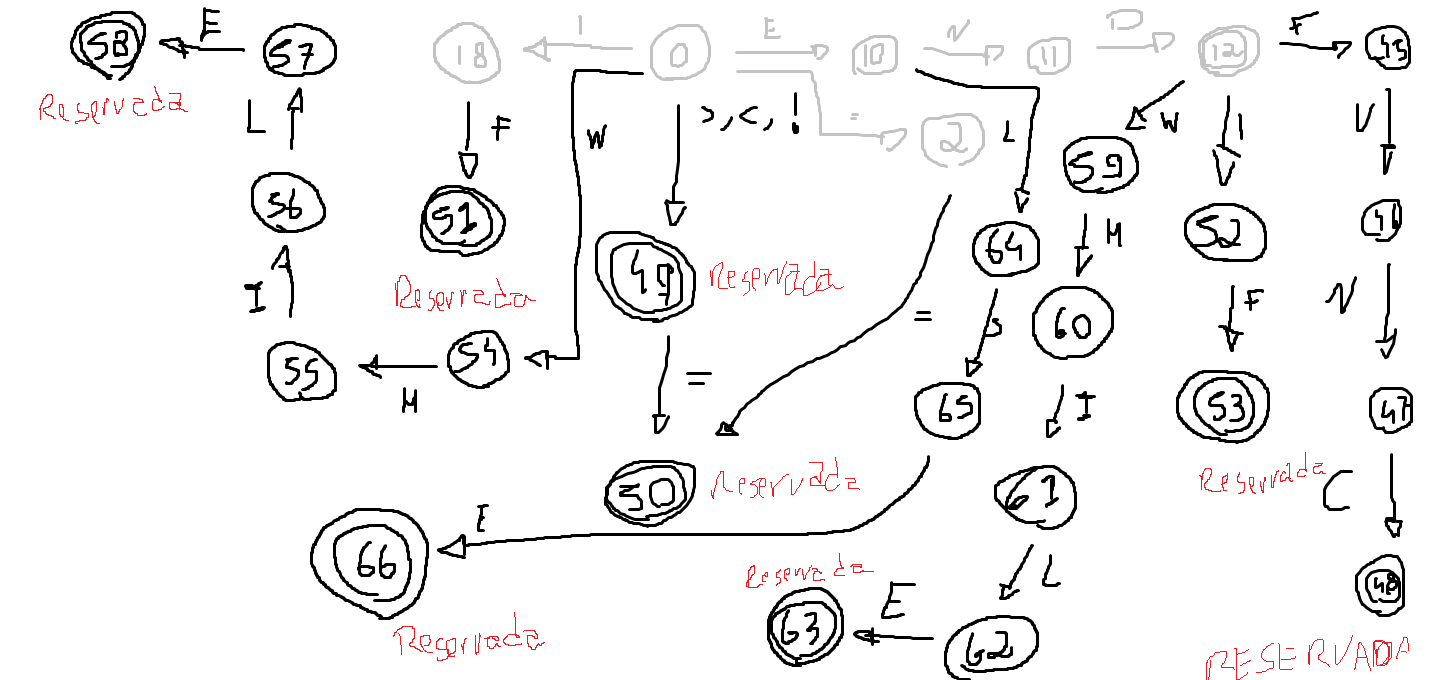 58 E 57 18 I 0 E 10 N 11 D 12 F 45
Reservada
L F W >,<,! = 2 L 59 W I U
56 51 64 52 46
Reservada 49 Reservada M
I = S 60 F N
55 M 54 = 65 I 53 47
50 Reservada 61 Reservada C
66 E L 48
Reservada
Reservada 63 E 62 RESERVADA